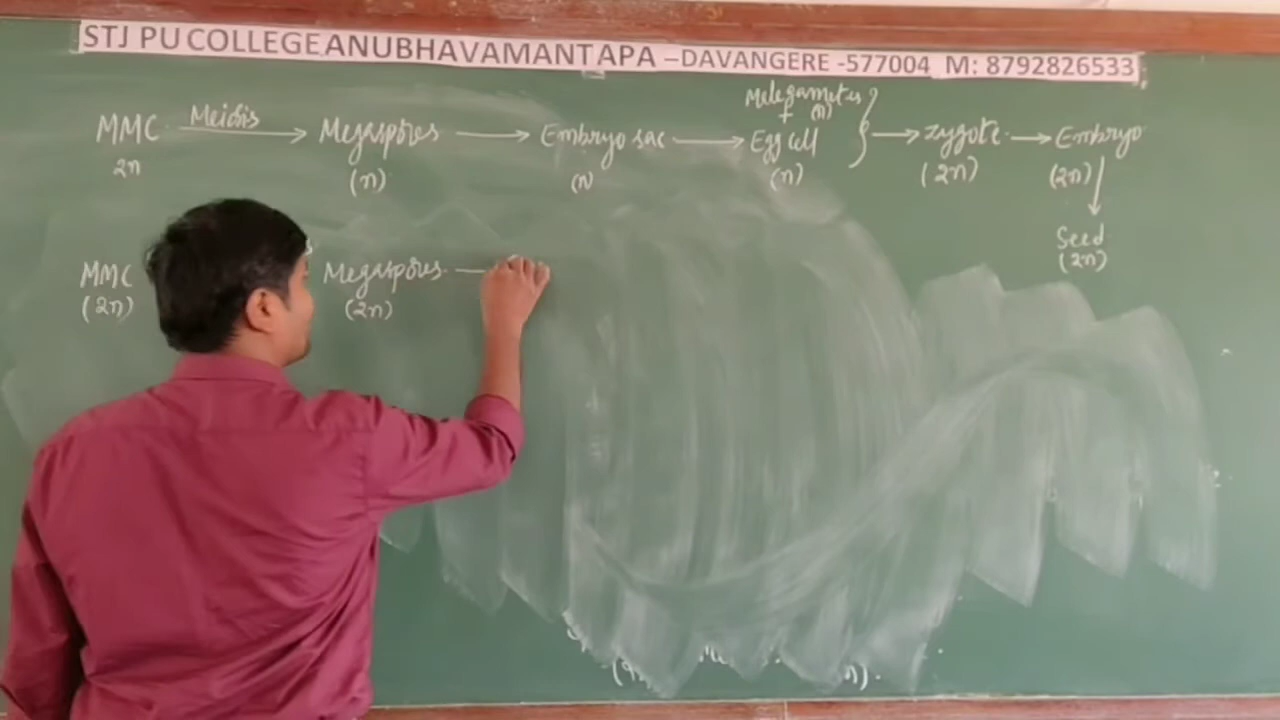 STJ PU COLLEGE ANUBHAVAMANTAPA –DAVANGERE -577004 M: 8792826533
Malegametes
+ (n)
MMC Meiosis Megaspores Embryo sac Egg cell zygote Embryo
2n (n) (n) (n) (2n) (2n)
Seed
(2n)
MMC Megaspores
(2n) (2n)